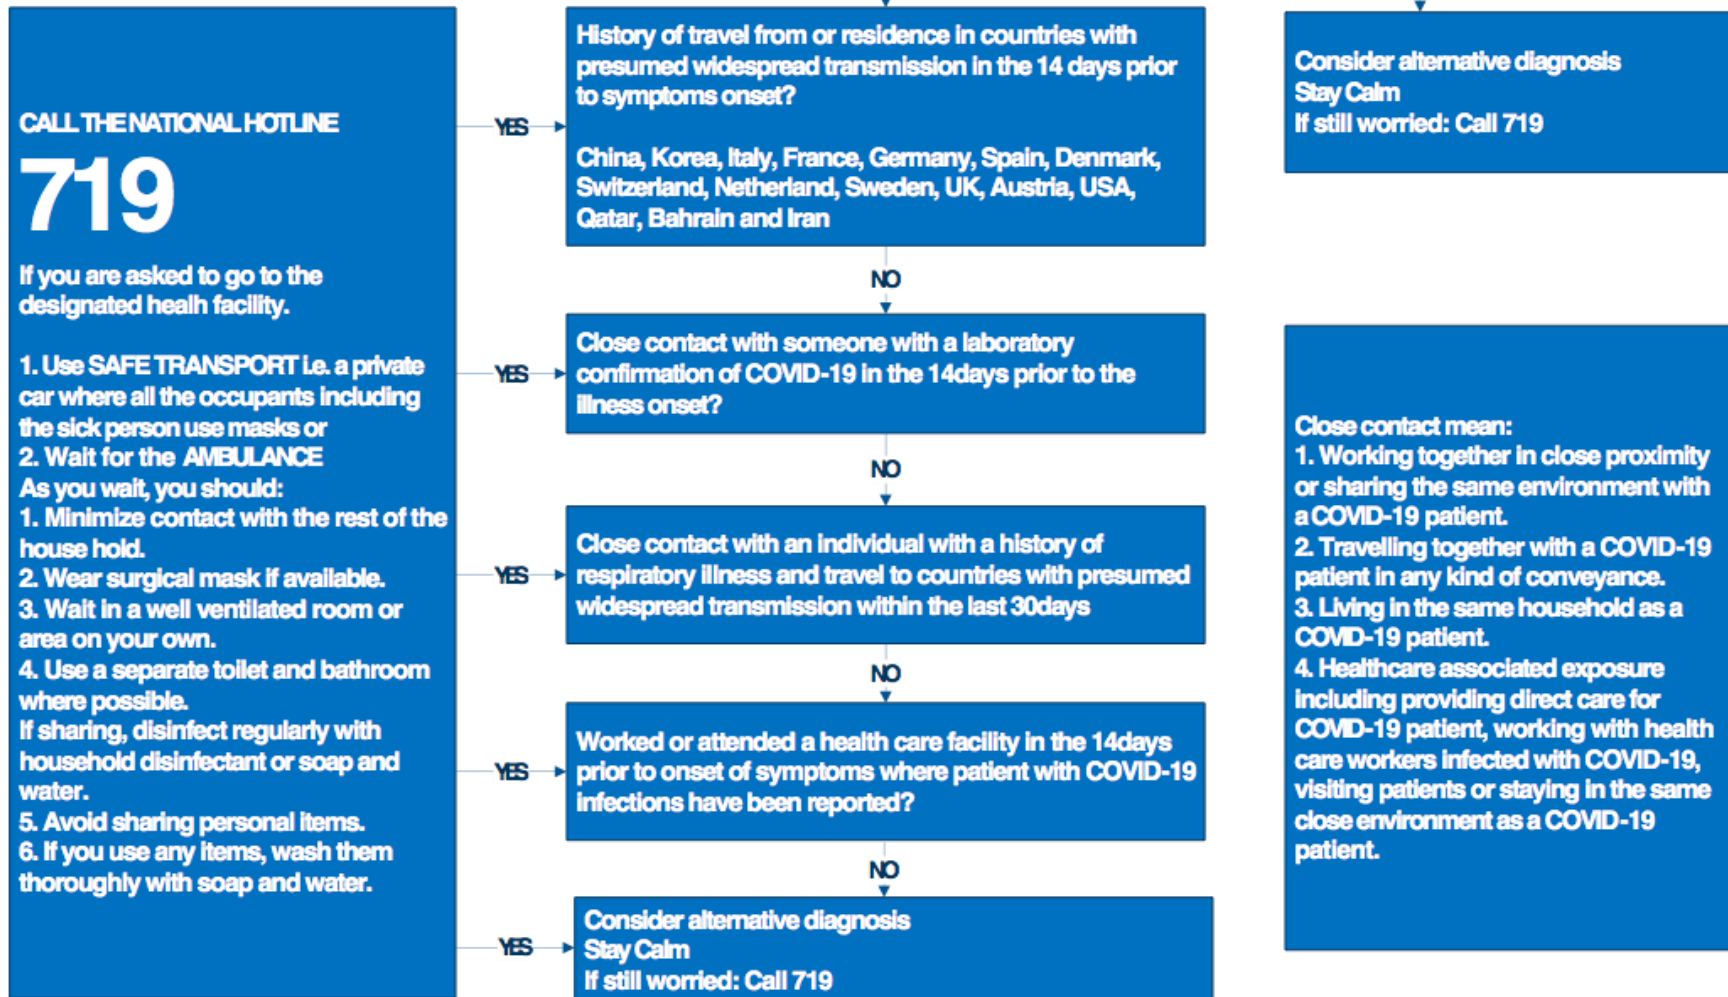 CALL THE NATIONAL HOTLINE
719
If you are asked to go to the
designated healh facility.
1. Use SAFE TRANSPORT i.e. a private
car where all the occupants including
the sick person use masks or
2. Wait for the AMBULANCE
As you wait, you should:
1. Minimize contact with the rest of the
house hold.
2. Wear surgical mask if available.
3. Wait in a well ventilated room or
area on your own.
4. Use a separate toilet and bathroom
where possible.
If sharing, disinfect regularly with
household disinfectant or soap and
water.
5. Avoid sharing personal items.
6. If you use any items, wash them
thoroughly with soap and water.
YES
YES
YES
YES
YES
History of travel from or residence in countries with
presumed widespread transmission in the 14 days prior
to symptoms onset?
China, Korea, Italy, France, Germany, Spain, Denmark,
Switzerland, Netherland, Sweden, UK, Austria, USA,
Qatar, Bahrain and Iran
NO
Close contact with someone with a laboratory
confirmation of COVID-19 in the 14days prior to the
illness onset?
NO
Close contact with an individual with a history of
respiratory illness and travel to countries with presumed
widespread transmission within the last 30days
NO
Worked or attended a health care facility in the 14days
prior to onset of symptoms where patient with COVID-19
infections have been reported?
NO
Consider alternative diagnosis
Stay Calm
If still worried: Call 719
Consider alternative diagnosis
Stay Calm
If still worried: Call 719
Close contact mean:
1. Working together in close proximity
or sharing the same environment with
a COVID-19 patient.
2. Travelling together with a COVID-19
patient in any kind of conveyance.
3. Living in the same household as a
COVID-19 patient.
4. Healthcare associated exposure
including providing direct care for
COVID-19 patient, working with health
care workers infected with COVID-19,
visiting patients or staying in the same
close environment as a COVID-19
patient.